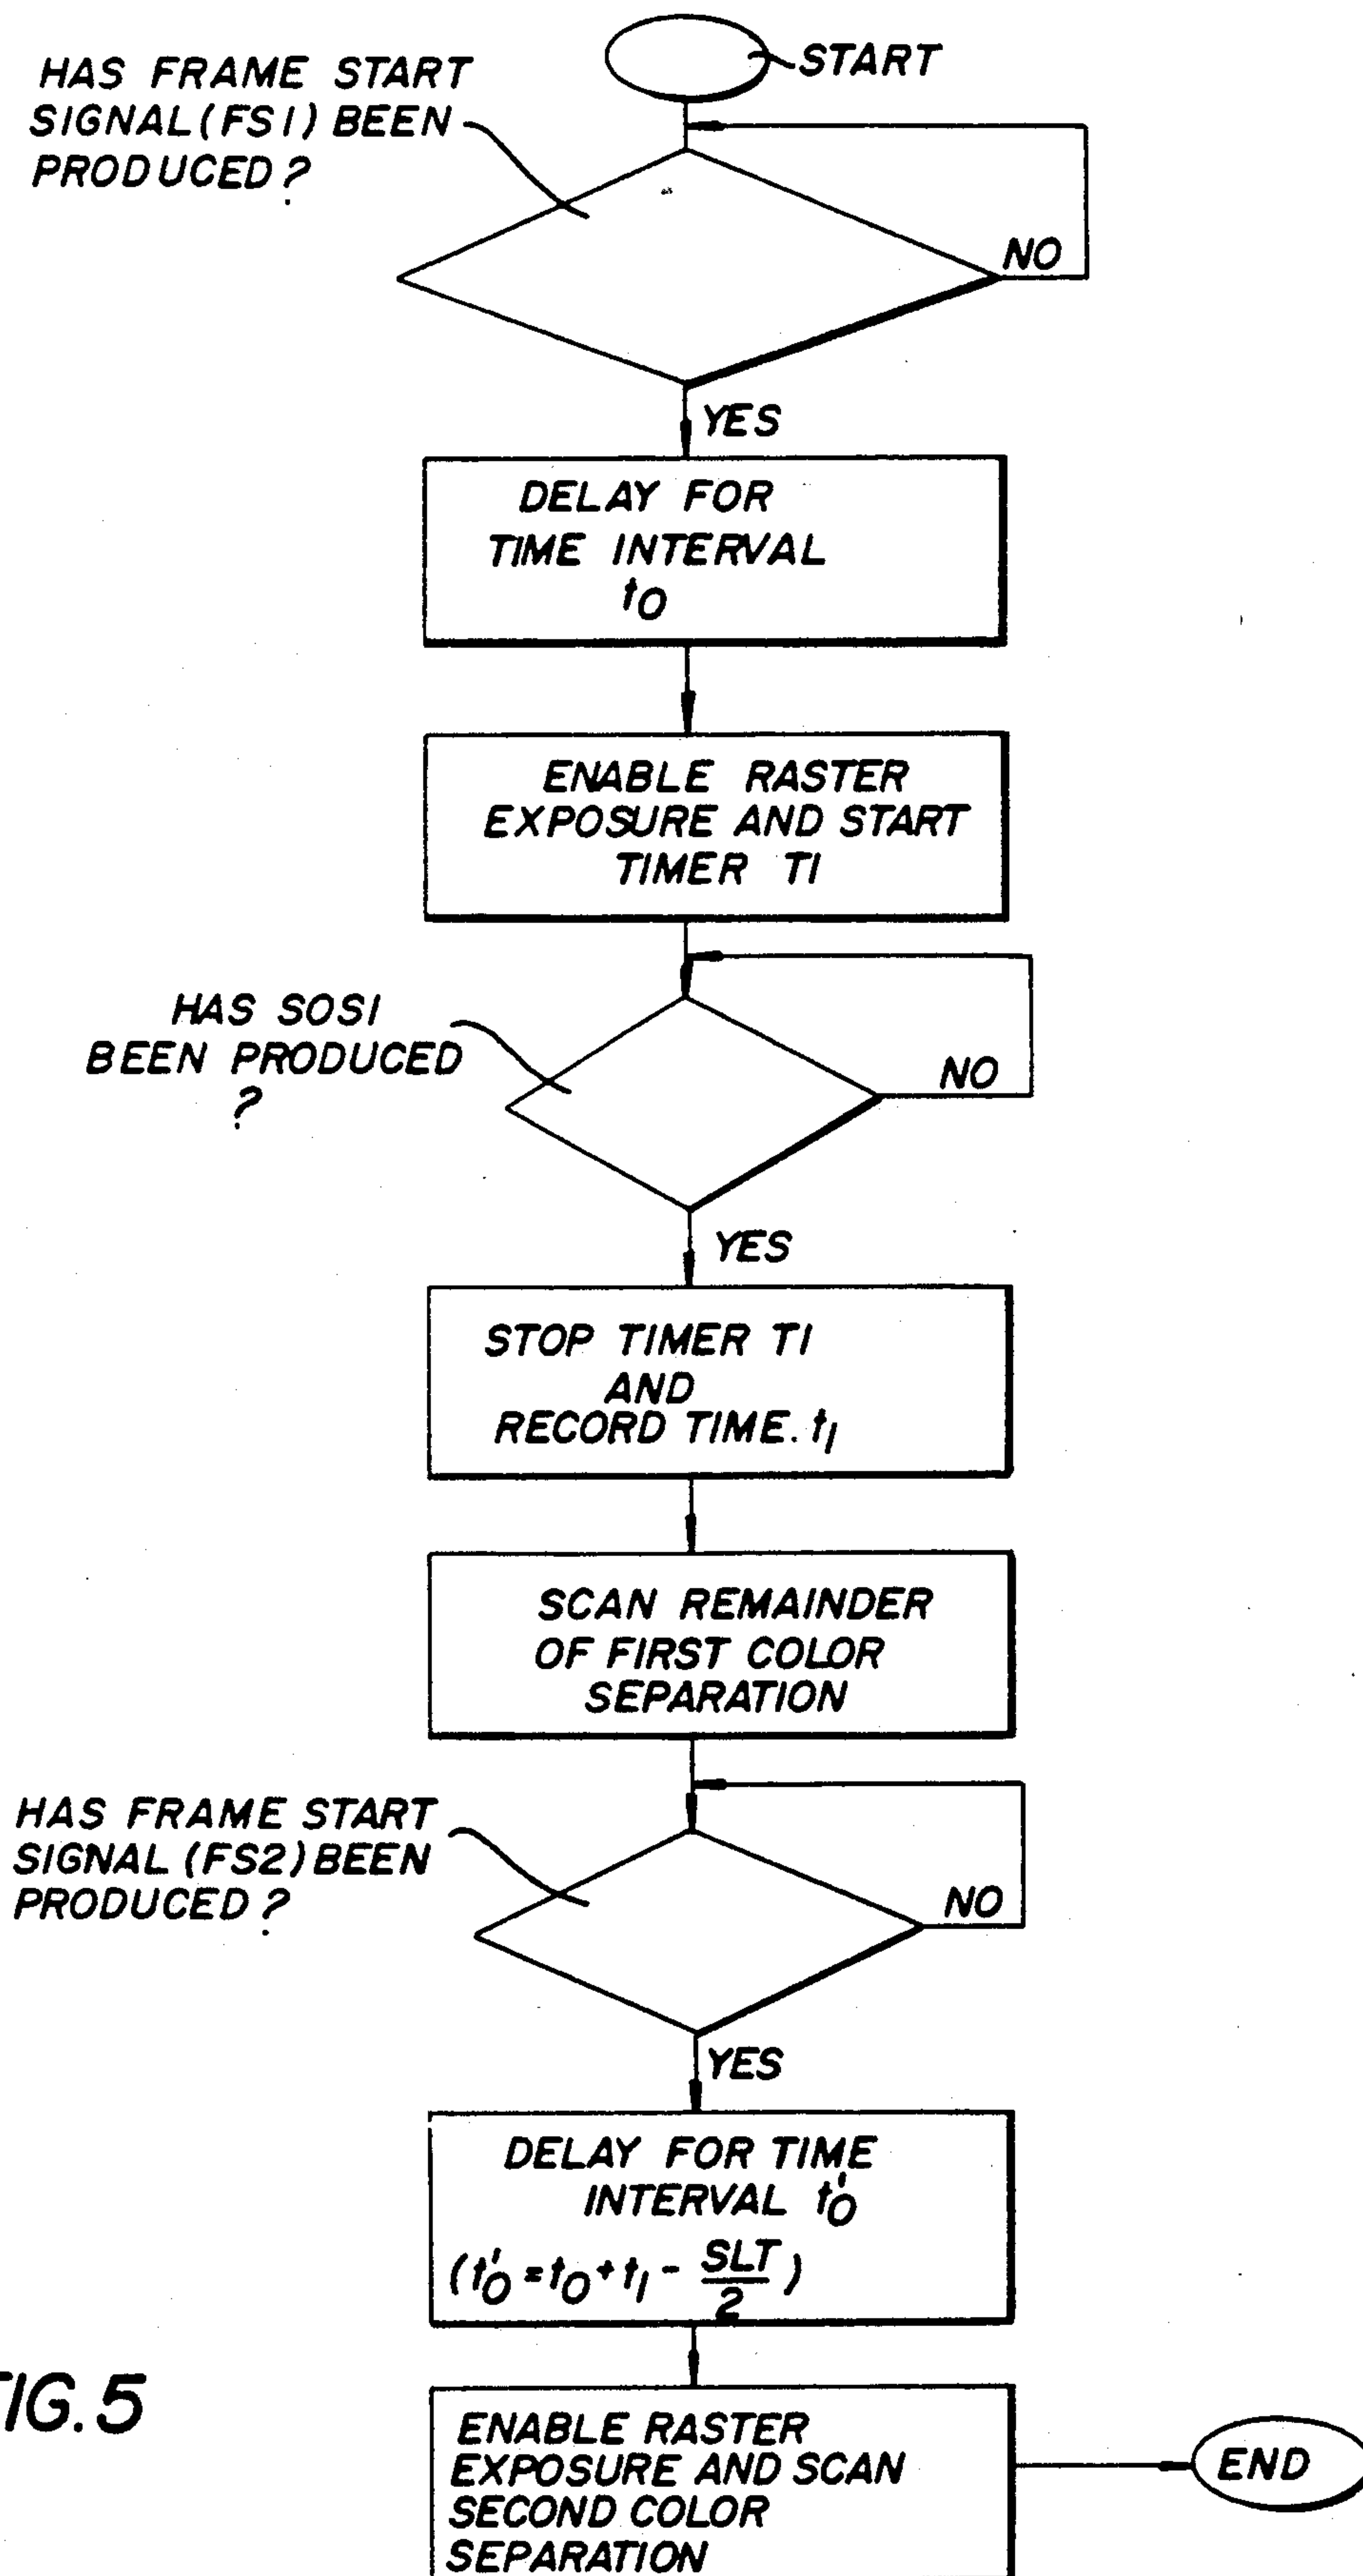 START
HAS FRAME START
SIGNAL (FS1) BEEN
PRODUCED?
NO
YES
DELAY FOR
TIME INTERVAL
t0
ENABLE RASTER
EXPOSURE AND START
TIMER T1
HAS SOS1
BEEN PRODUCED
?
NO
YES
STOP TIMER T1
AND
RECORD TIME. t1
SCAN REMAINDER
OF FIRST COLOR
SEPARATION
HAS FRAME START
SIGNAL (FS2) BEEN
PRODUCED?
NO
YES
DELAY FOR TIME
INTERVAL t'0
(t'0 = t0 + t1 - SLT/2)
FIG. 5
ENABLE RASTER
EXPOSURE AND SCAN
SECOND COLOR
SEPARATION
END